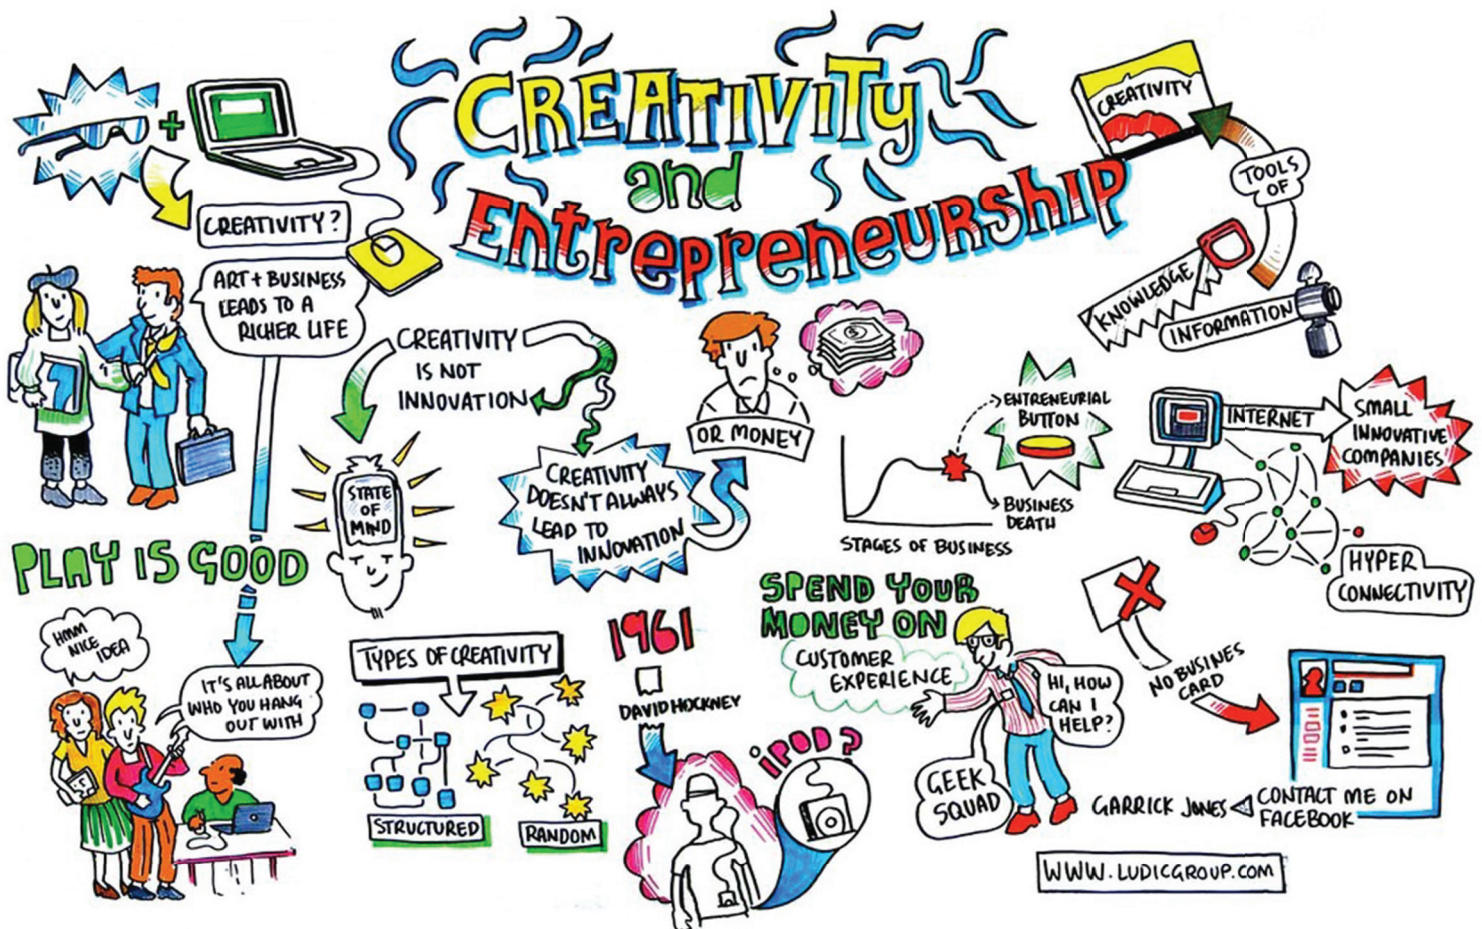 CREATIVITY
and
EntrepreneurshIP
CREATIVITY?
ART + BUSINESS
LEADS TO A
RICHER LIFE
PLAY IS GOOD
HMM
NICE
IDEA
IT'S ALL ABOUT
WHO YOU HANG
OUT WITH
CREATIVITY
IS NOT
INNOVATION
STATE
OF
MIND
CREATIVITY
DOESN'T ALWAYS
LEAD TO
INNOVATION
OR MONEY
TYPES OF CREATIVITY
STRUCTURED
RANDOM
1961
DAVID HOCKNEY
iPOD?
ENTRENEURIAL
BUTTON
BUSINESS
DEATH
STAGES OF BUSINESS
SPEND YOUR
MONEY ON
CUSTOMER
EXPERIENCE
HI, HOW
CAN I
HELP?
GEEK
SQUAD
CREATIVITY
TOOLS
OF
KNOWLEDGE
INFORMATION
INTERNET
SMALL
INNOVATIVE
COMPANIES
HYPER
CONNECTIVITY
NO BUSINES
CARD
CONTACT ME ON
FACEBOOK
GARRICK JONES
WWW.LUDICGROUP.COM